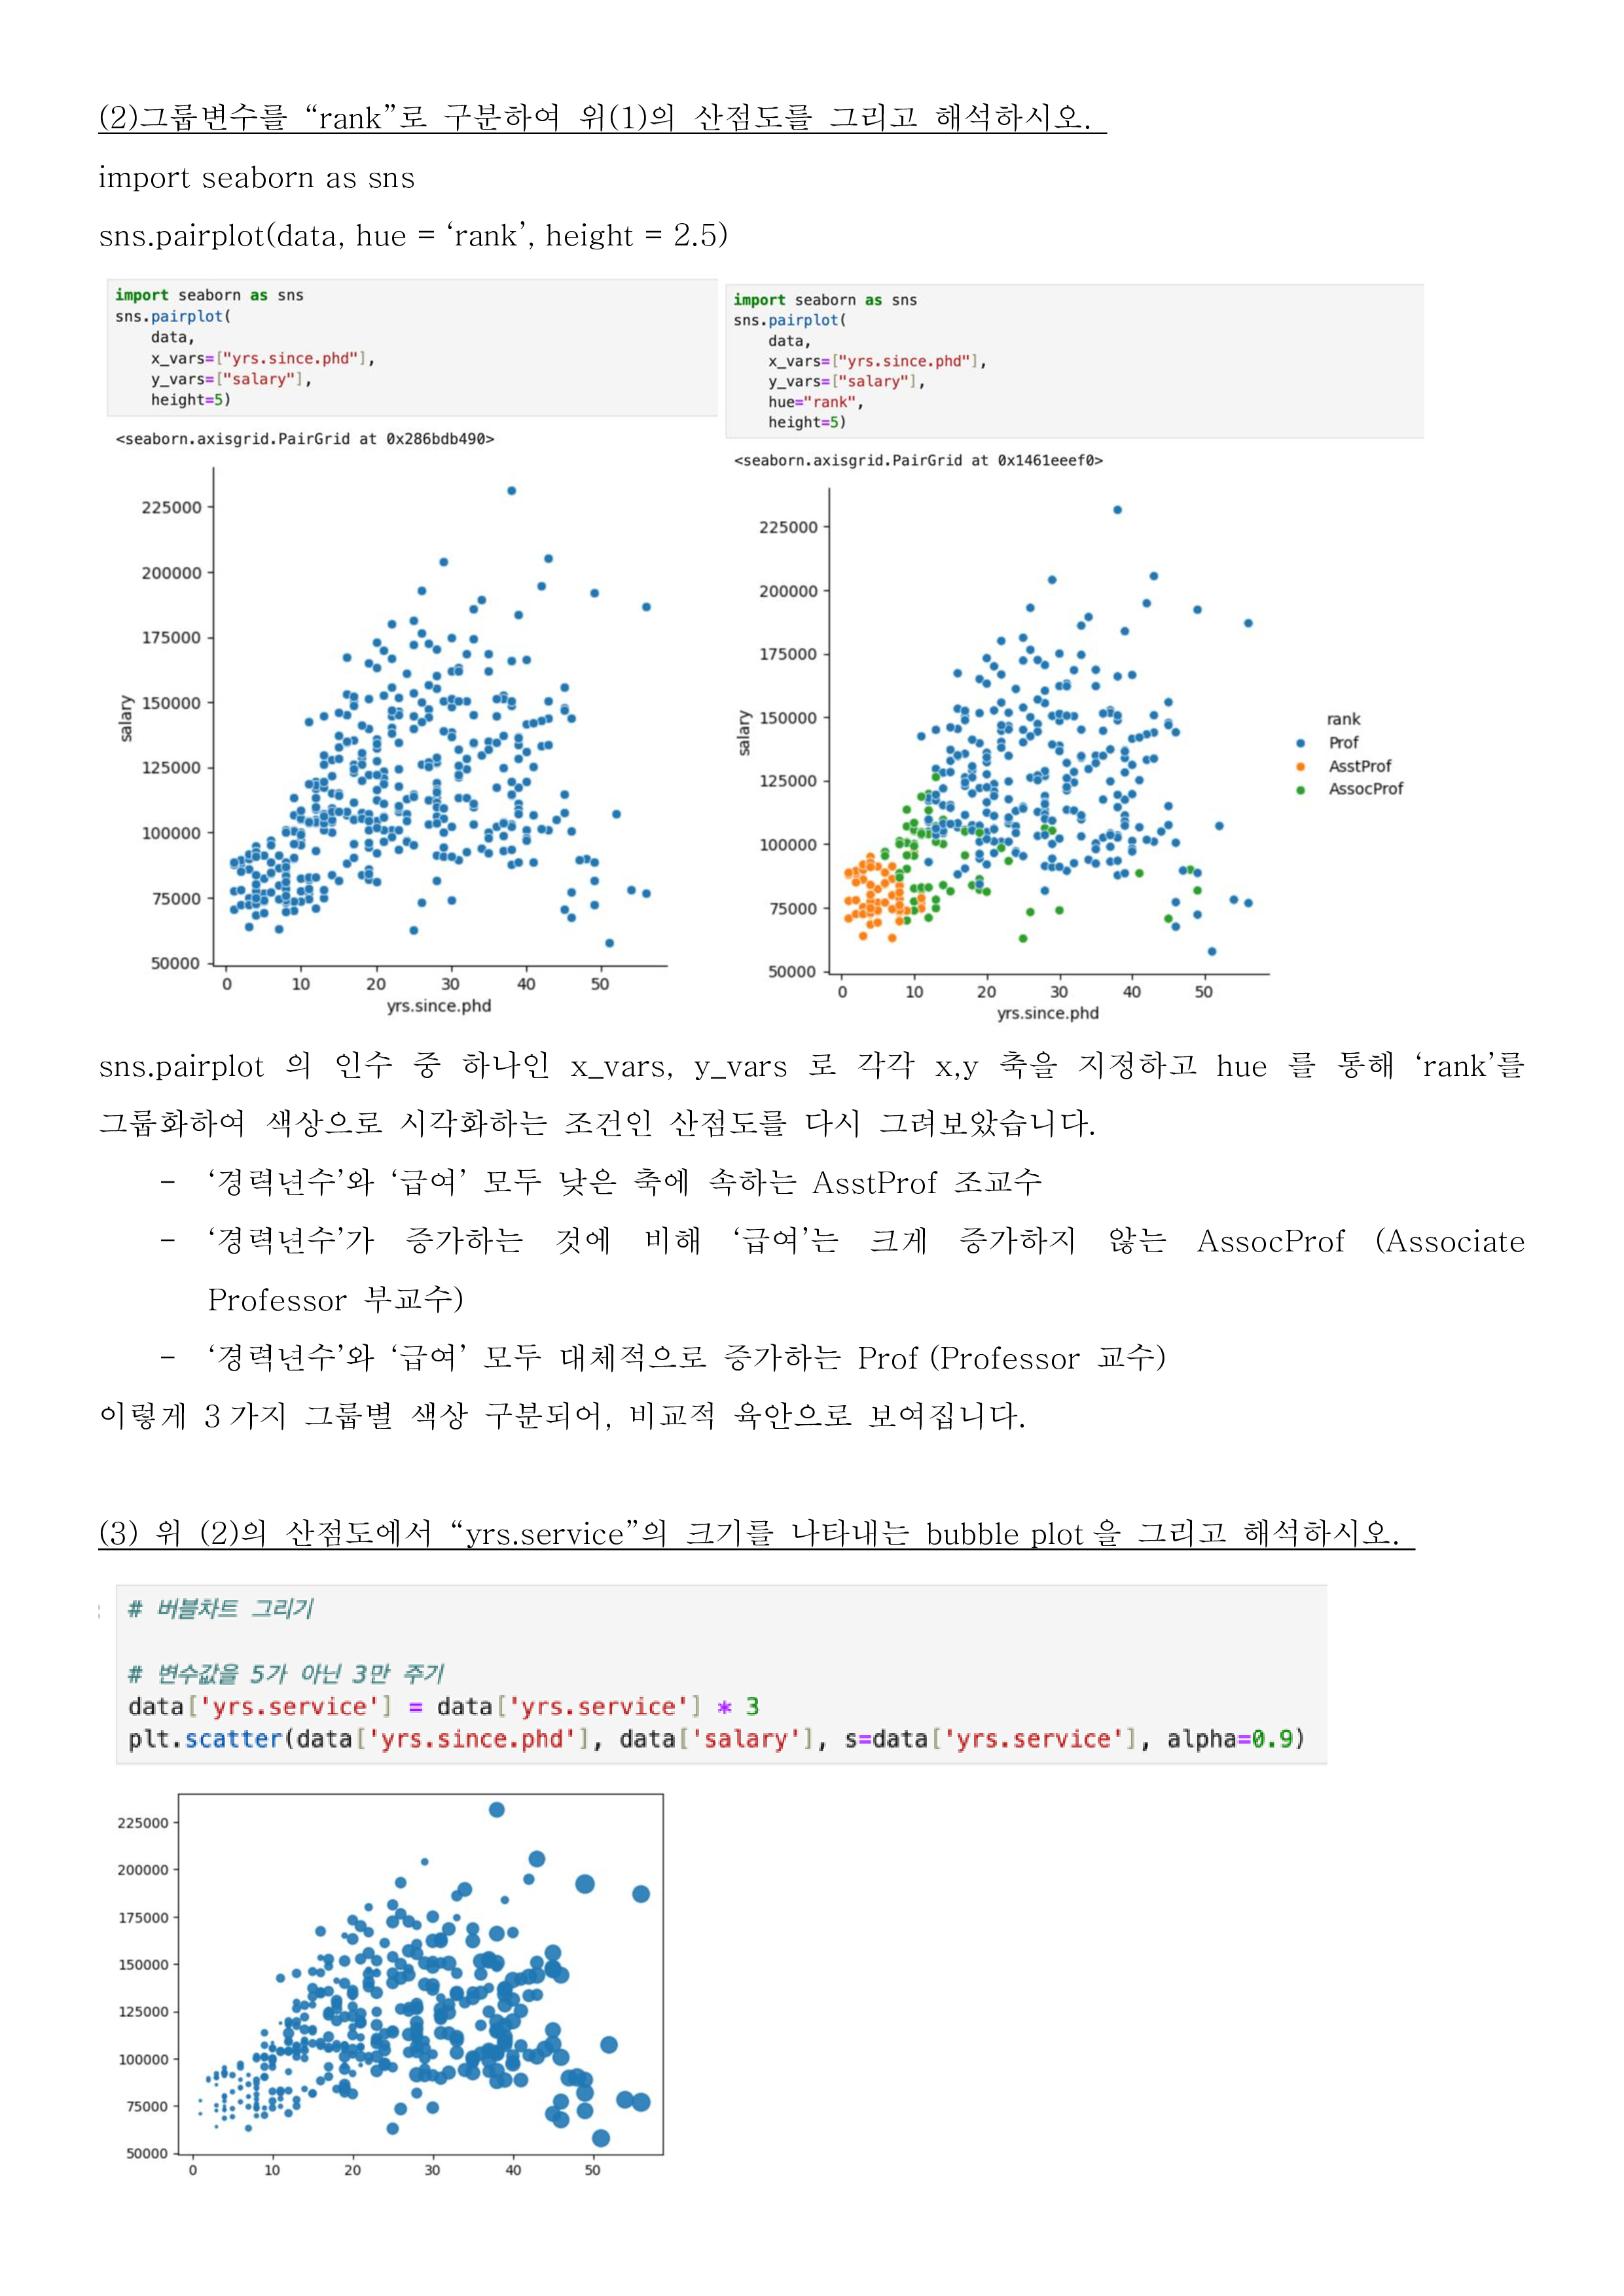 (2)그룹변수를 “rank”로 구분하여 위(1)의 산점도를 그리고 해석하시오.
import seaborn as sns
sns.pairplot(data, hue = ‘rank’, height = 2.5)
import seaborn as sns
sns.pairplot(
data,
x_vars=["yrs.since.phd"],
y_vars=["salary"],
height=5)
<seaborn.axisgrid.PairGrid at 0x286bdb490>
225000
200000
175000
150000
125000
100000
75000
50000
salary
0 10 20 30 40 50
yrs.since.phd
import seaborn as sns
sns.pairplot(
data,
x_vars=["yrs.since.phd"],
y_vars=["salary"],
hue="rank",
height=5)
<seaborn.axisgrid.PairGrid at 0x1461eeef0>
225000
200000
175000
150000
125000
100000
75000
50000
salary
0 10 20 30 40 50
yrs.since.phd
rank
Prof
AsstProf
AssocProf
sns.pairplot 의 인수 중 하나인 x_vars, y_vars 로 각각 x,y 축을 지정하고 hue 를 통해 ‘rank’를
그룹화하여 색상으로 시각화하는 조건인 산점도를 다시 그려보았습니다.
- ‘경력년수’와 ‘급여’ 모두 낮은 축에 속하는 AsstProf 조교수
- ‘경력년수’가 증가하는 것에 비해 ‘급여’는 크게 증가하지 않는 AssocProf (Associate
Professor 부교수)
- ‘경력년수’와 ‘급여’ 모두 대체적으로 증가하는 Prof (Professor 교수)
이렇게 3 가지 그룹별 색상 구분되어, 비교적 육안으로 보여집니다.
(3) 위 (2)의 산점도에서 “yrs.service”의 크기를 나타내는 bubble plot 을 그리고 해석하시오.
# 버블차트 그리기
# 변수값을 5가 아닌 3만 주기
data['yrs.service'] = data['yrs.service'] * 3
plt.scatter(data['yrs.since.phd'], data['salary'], s=data['yrs.service'], alpha=0.9)
225000
200000
175000
150000
125000
100000
75000
50000
0 10 20 30 40 50